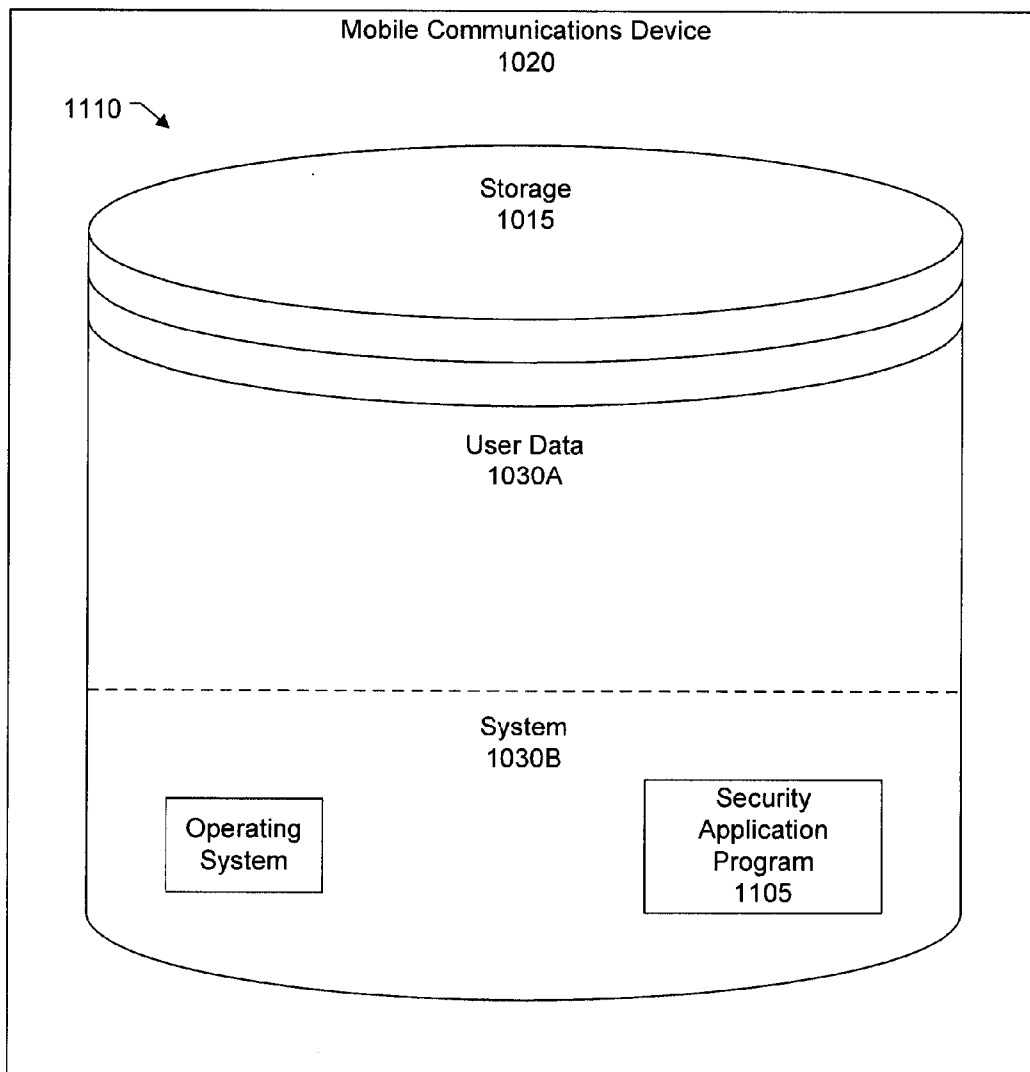 Mobile Communications Device
1020
1110
Storage
1015
User Data
1030A
System
1030B
Operating
System
Security
Application
Program
1105